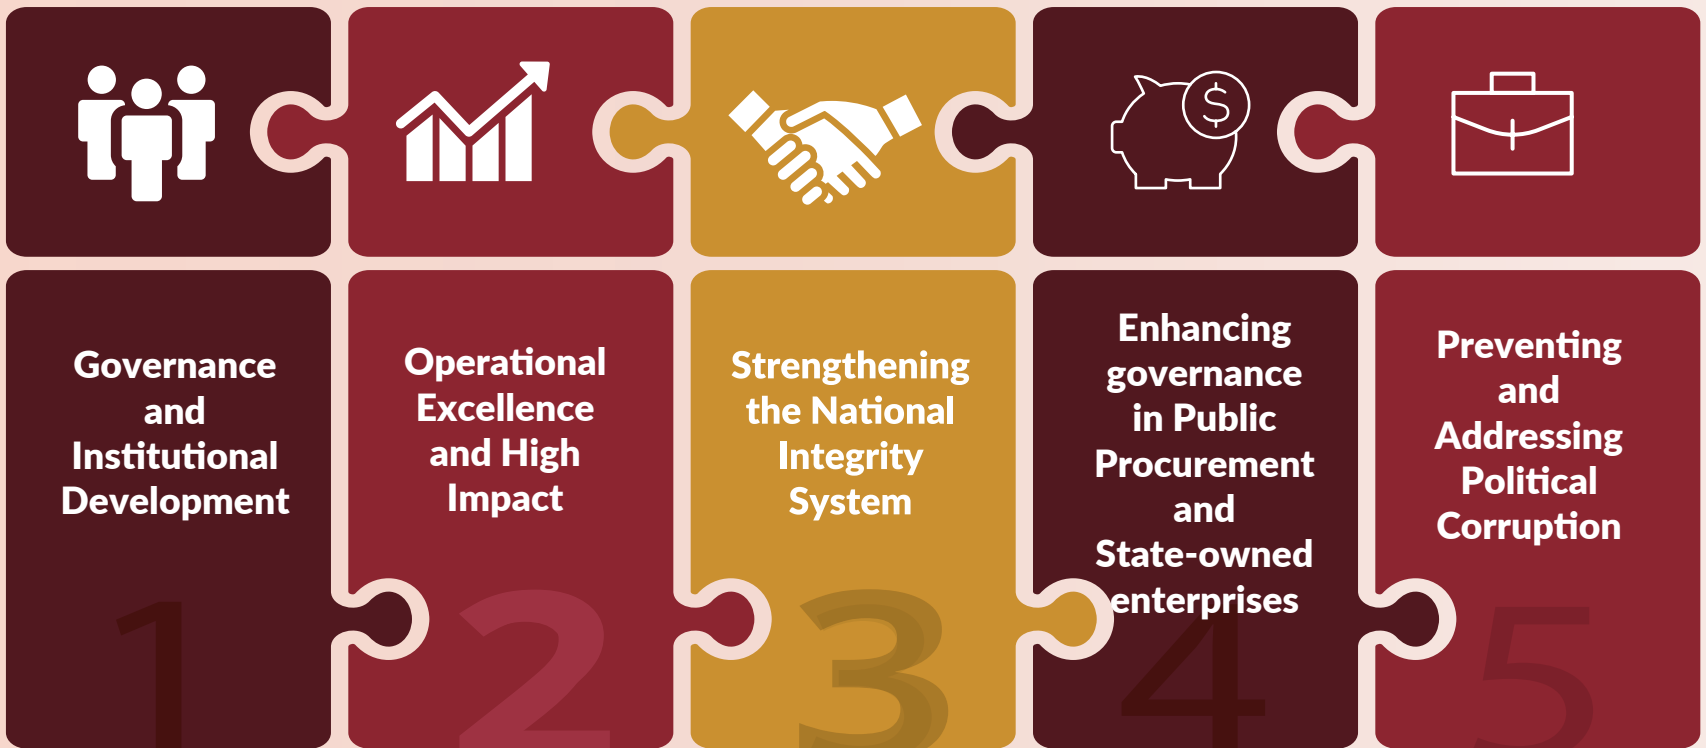 $
Governance
and
Institutional
Development
1
Operational
Excellence
and High
Impact
2
Strengthening
the National
Integrity
System
3
Enhancing
governance
in Public
Procurement
and
State-owned
enterprises
4
Preventing
and
Addressing
Political
Corruption
5